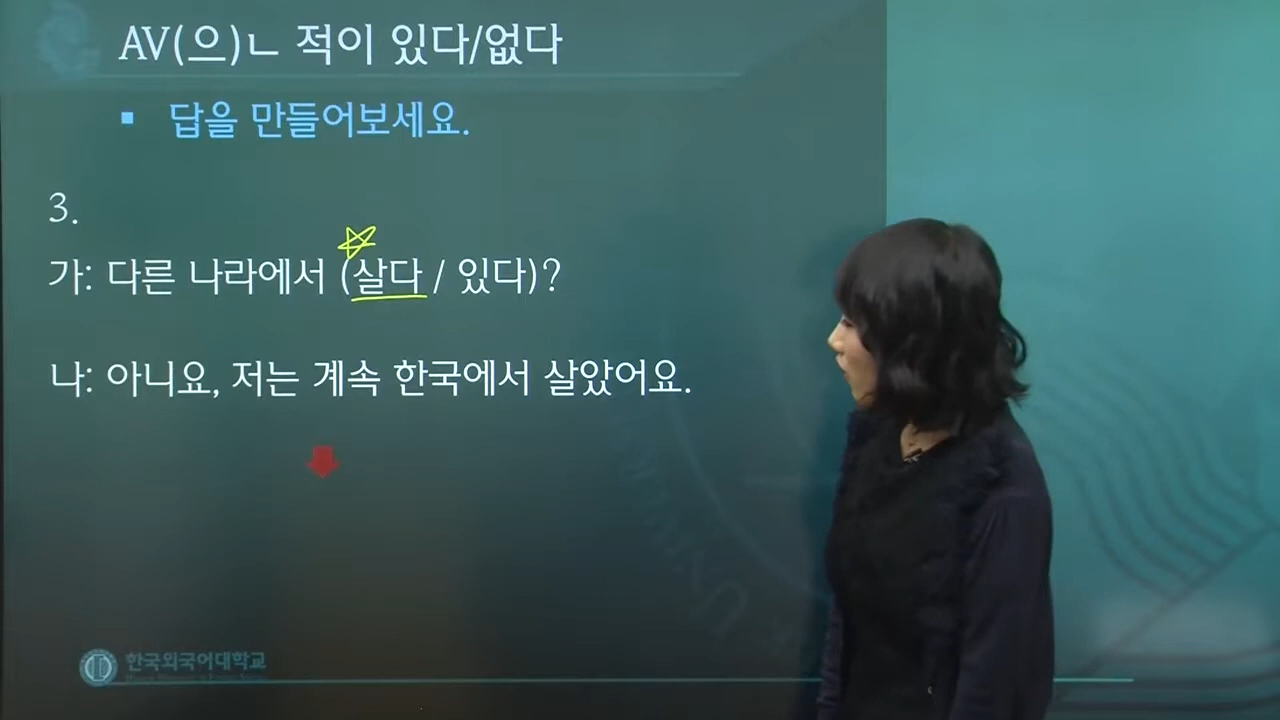 AV(으)ㄴ 적이 있다/없다
▪ 답을 만들어보세요.
3.
가: 다른 나라에서 (살다 / 있다)?
나: 아니요, 저는 계속 한국에서 살았어요.
한국외국어대학교